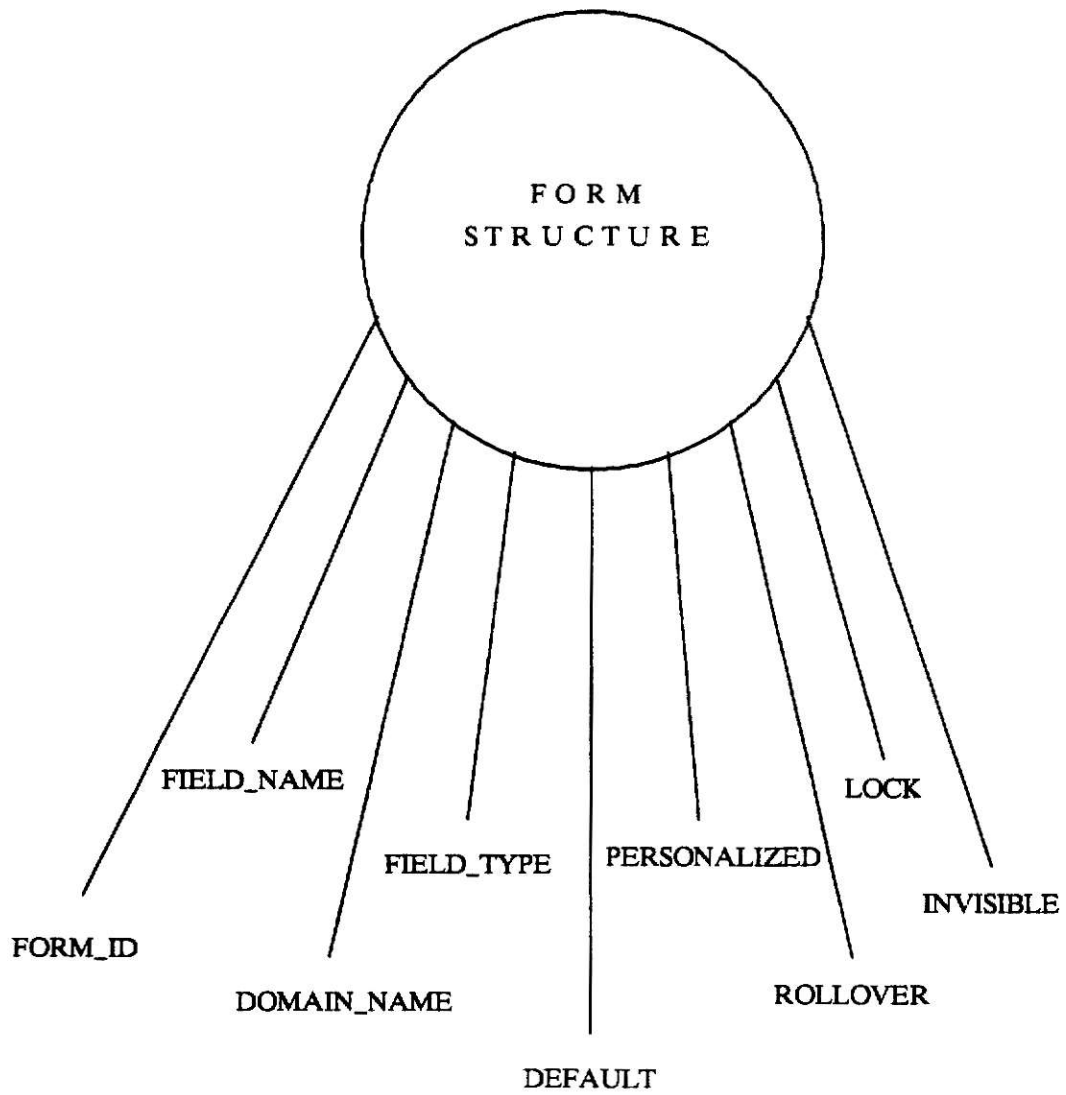 FORM
STRUCTURE
FIELD_NAME
LOCK
FIELD_TYPE
PERSONALIZED
INVISIBLE
FORM_ID
DOMAIN_NAME
ROLLOVER
DEFAULT